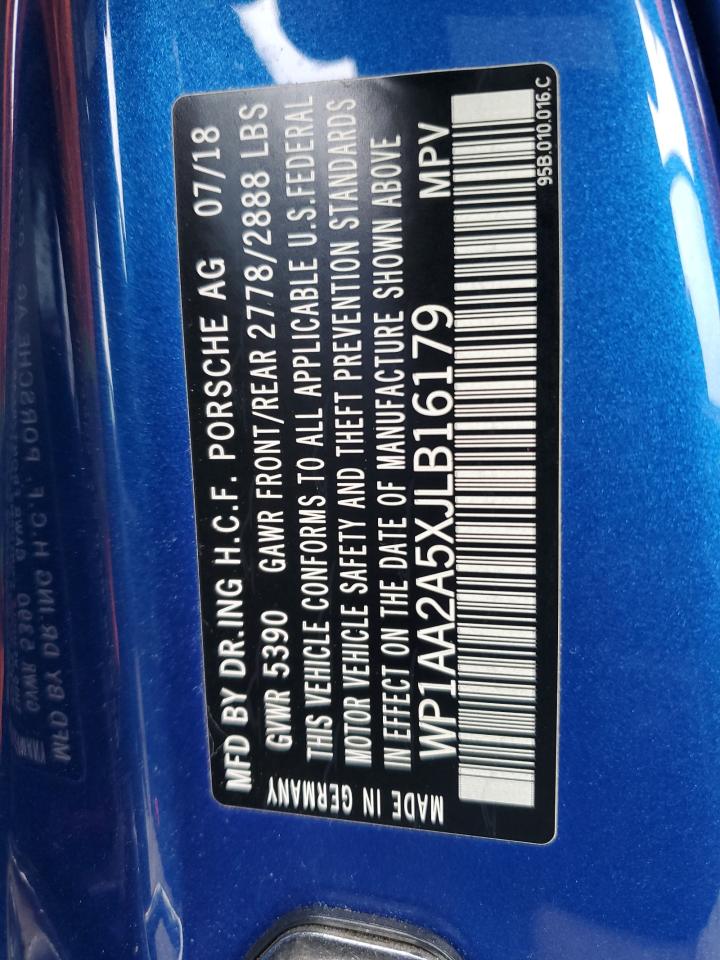 MFD BY DR.ING H.C.F. PORSCHE AG 07/18
GVWR 5390 GAWR FRONT/REAR 2778/2888 LBS
THIS VEHICLE CONFORMS TO ALL APPLICABLE U.S.FEDERAL
MOTOR VEHICLE SAFETY AND THEFT PREVENTION STANDARDS
IN EFFECT ON THE DATE OF MANUFACTURE SHOWN ABOVE
WP1AA2A5XJLB16179 MPV
95B.010.016.C
MADE IN GERMANY